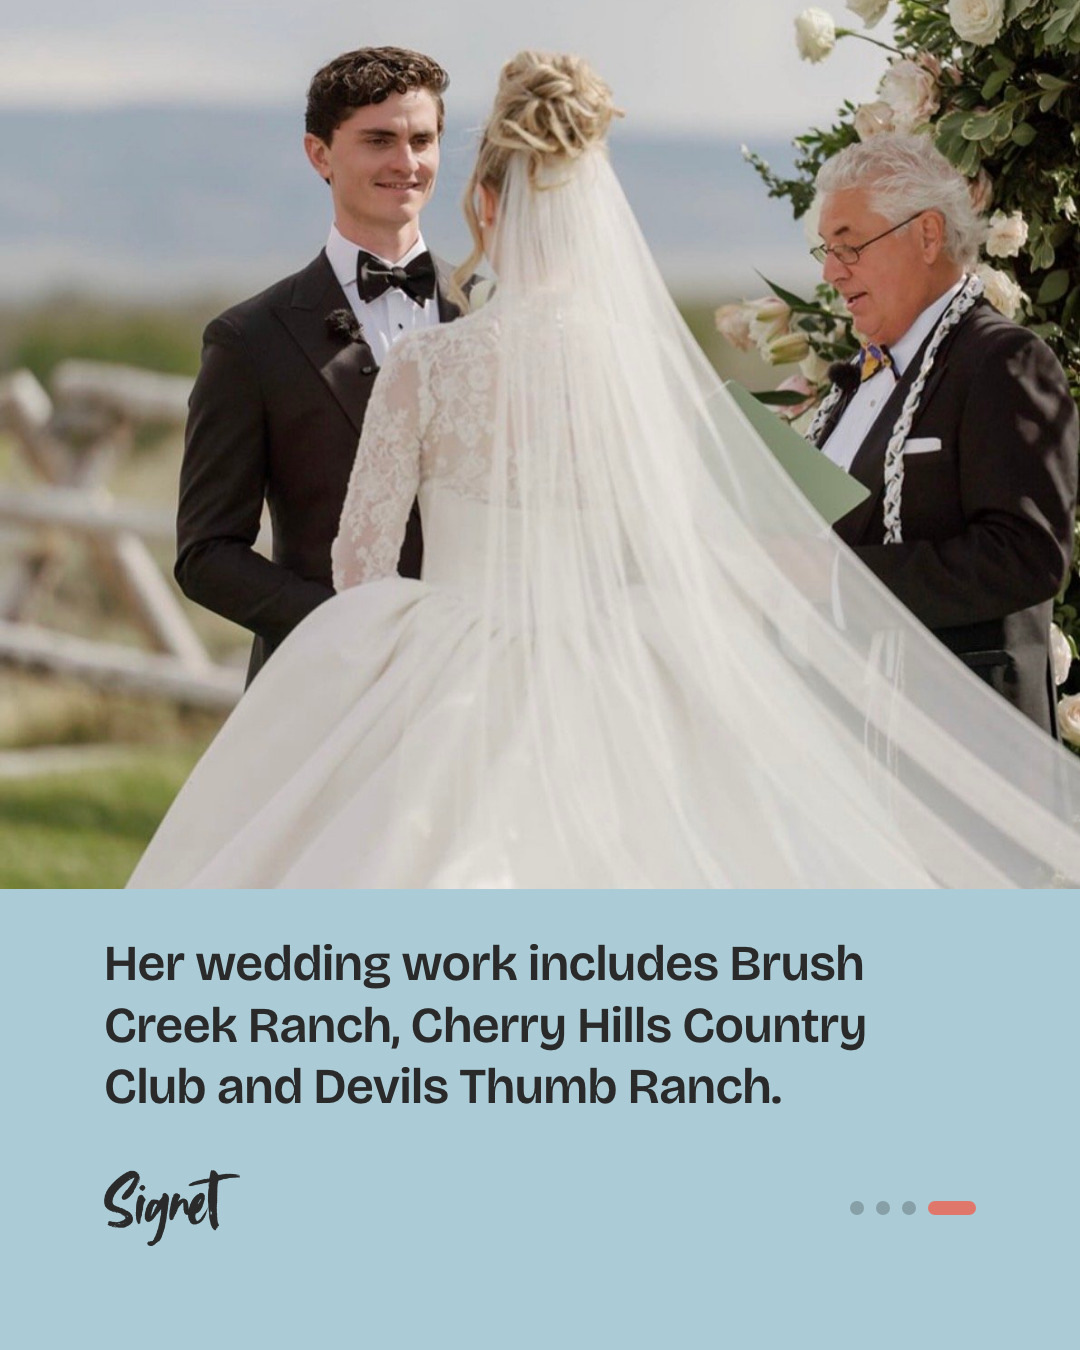 Her wedding work includes Brush
Creek Ranch, Cherry Hills Country
Club and Devils Thumb Ranch.
Signet